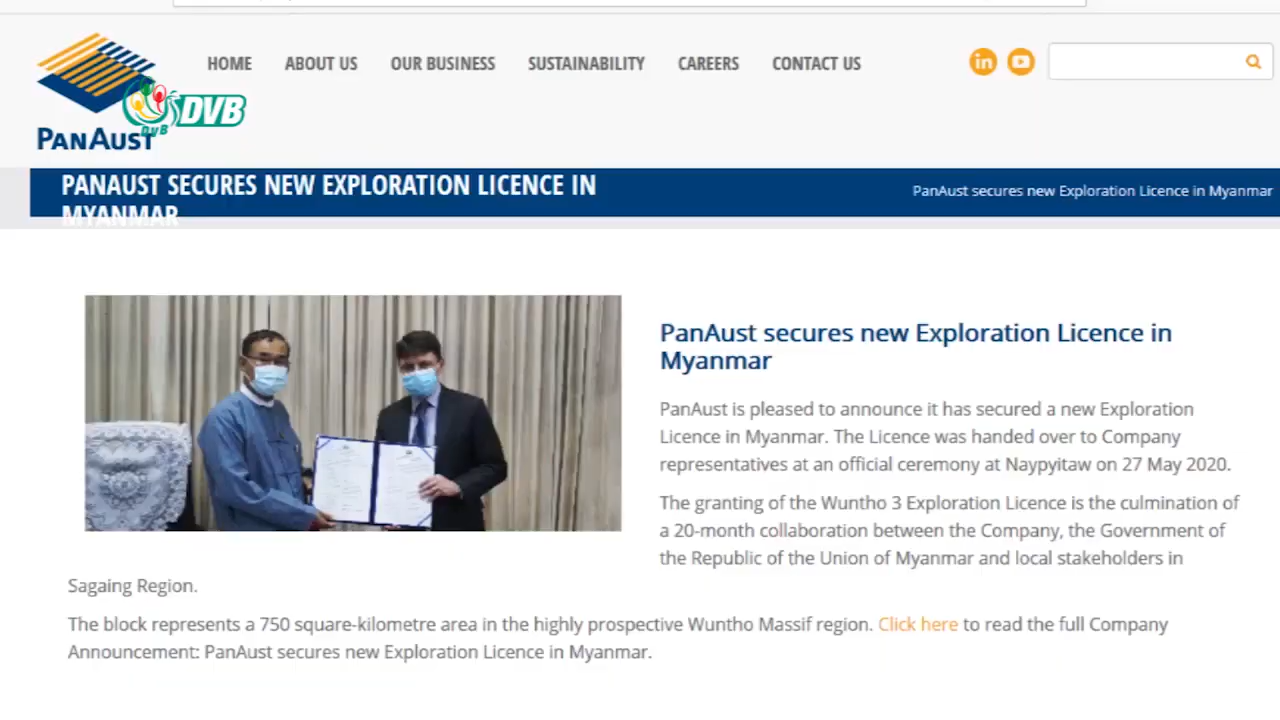 HOME ABOUT US OUR BUSINESS SUSTAINABILITY CAREERS CONTACT US
in
DVB
DVB
PANAUST
PANAUST SECURES NEW EXPLORATION LICENCE IN
MYANMAR
PanAust secures new Exploration Licence in Myanmar
PanAust secures new Exploration Licence in
Myanmar
PanAust is pleased to announce it has secured a new Exploration
Licence in Myanmar. The Licence was handed over to Company
representatives at an official ceremony at Naypyitaw on 27 May 2020.
The granting of the Wuntho 3 Exploration Licence is the culmination of
a 20-month collaboration between the Company, the Government of
the Republic of the Union of Myanmar and local stakeholders in
Sagaing Region.
The block represents a 750 square-kilometre area in the highly prospective Wuntho Massif region. Click here to read the full Company
Announcement: PanAust secures new Exploration Licence in Myanmar.